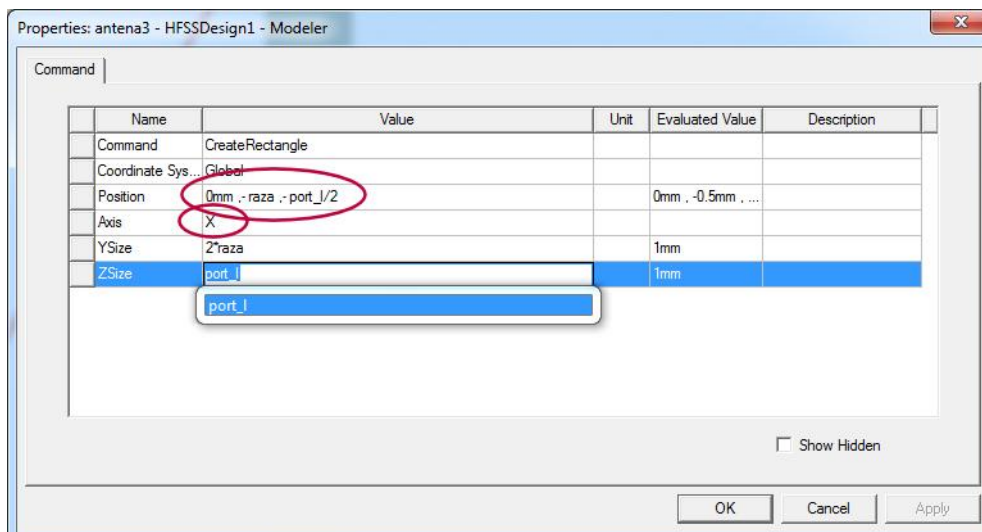 Properties: antena3 - HFSSDesign1 - Modeler
Command
Name Value Unit Evaluated Value Description
Command CreateRectangle
Coordinate Sys... Global
Position 0mm ,-raza ,-port_l/2 0mm , -0.5mm , ...
Axis X
YSize 2*raza 1mm
ZSize port_l 1mm
port_l
Show Hidden
OK Cancel Apply